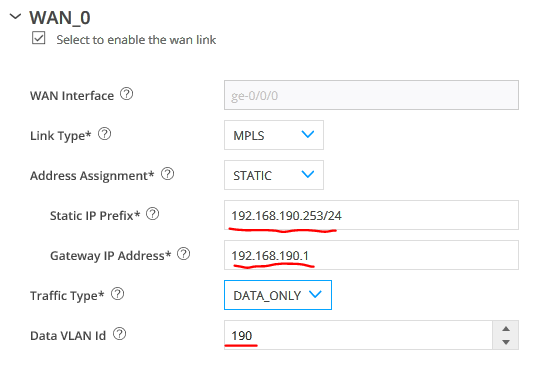 WAN_0
Select to enable the wan link
WAN Interface ? ge-0/0/0
Link Type* ? MPLS
Address Assignment* ? STATIC
Static IP Prefix* ? 192.168.190.253/24
Gateway IP Address* ? 192.168.190.1
Traffic Type* ? DATA_ONLY
Data VLAN Id ? 190